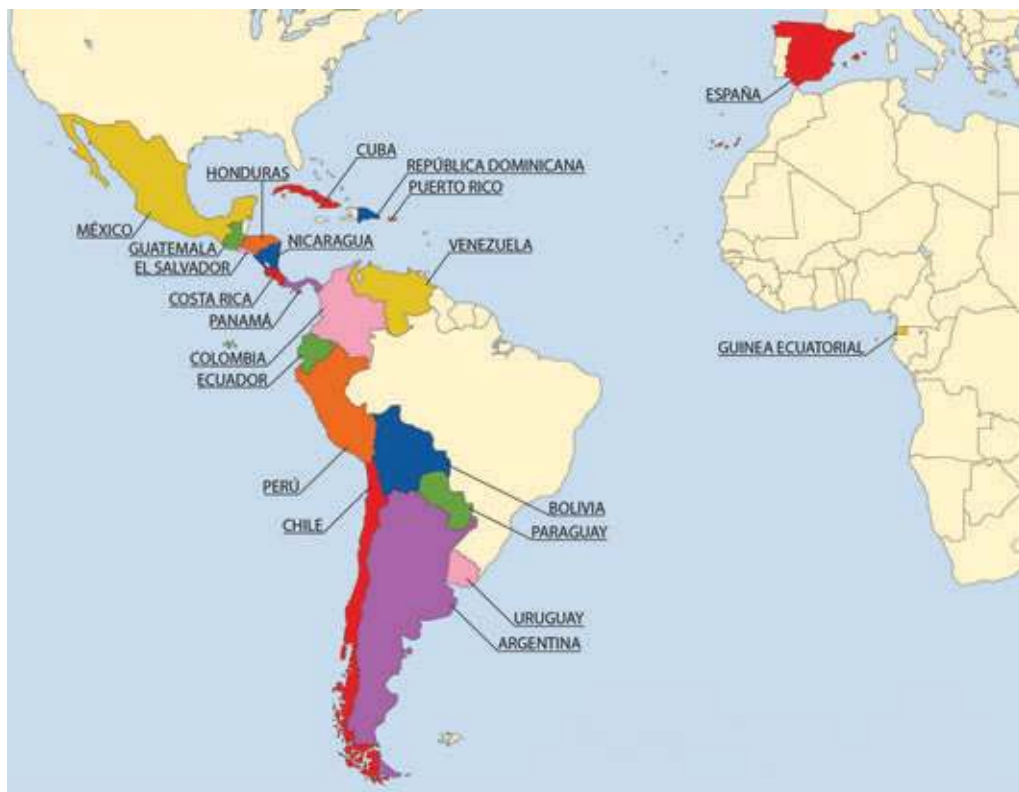 ESPAÑA
CUBA
REPÚBLICA DOMINICANA
HONDURAS
PUERTO RICO
MÉXICO
NICARAGUA
VENEZUELA
GUATEMALA
EL SALVADOR
COSTA RICA
PANAMÁ
GUINEA ECUATORIAL
COLOMBIA
ECUADOR
PERÚ
BOLIVIA
CHILE
PARAGUAY
URUGUAY
ARGENTINA